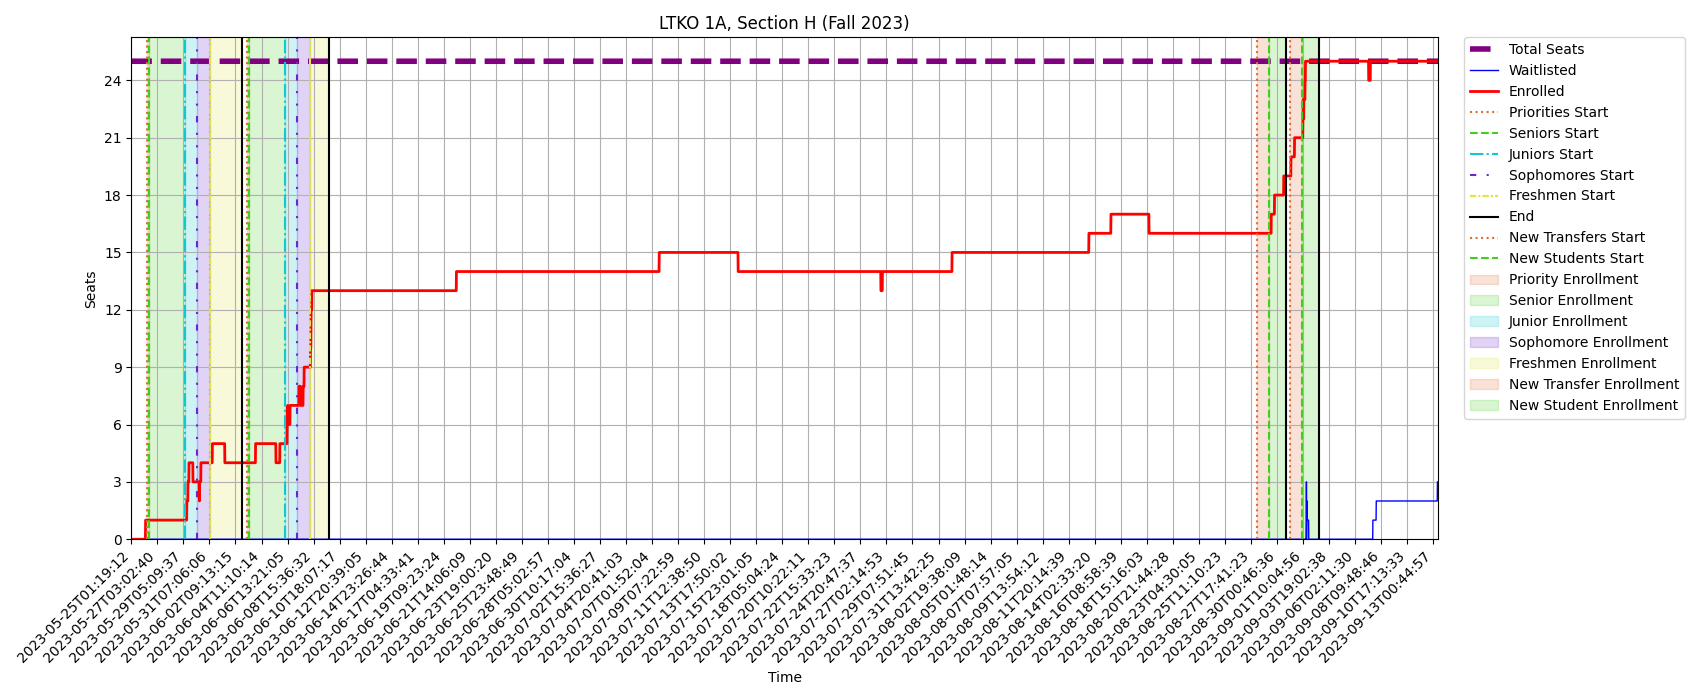 LTKO 1A, Section H (Fall 2023)
Seats
24
21
18
15
12
9
6
3
0
2023-05-25T01:19:12
2023-05-27T03:02:40
2023-05-29T05:09:37
2023-05-31T07:06:06
2023-06-02T09:13:15
2023-06-04T11:10:14
2023-06-06T13:21:05
2023-06-08T15:36:32
2023-06-10T18:07:17
2023-06-12T20:39:05
2023-06-14T23:26:44
2023-06-17T04:33:41
2023-06-19T09:23:24
2023-06-21T14:06:09
2023-06-23T19:00:20
2023-06-25T23:48:49
2023-06-28T05:02:57
2023-06-30T10:17:04
2023-07-02T15:36:27
2023-07-04T20:41:03
2023-07-07T01:52:04
2023-07-09T07:22:59
2023-07-11T12:38:50
2023-07-13T17:50:02
2023-07-15T23:01:05
2023-07-18T05:04:24
2023-07-20T10:22:11
2023-07-22T15:33:23
2023-07-24T20:47:37
2023-07-27T02:14:53
2023-07-29T07:51:45
2023-07-31T13:42:25
2023-08-02T19:38:09
2023-08-05T01:48:14
2023-08-07T07:57:05
2023-08-09T13:54:12
2023-08-11T20:14:39
2023-08-14T02:33:20
2023-08-16T08:58:39
2023-08-18T15:16:03
2023-08-20T21:44:28
2023-08-23T04:30:05
2023-08-25T11:10:23
2023-08-27T17:41:23
2023-08-30T00:46:36
2023-09-01T10:04:56
2023-09-03T19:02:38
2023-09-06T02:11:30
2023-09-08T09:48:46
2023-09-10T17:13:33
2023-09-13T00:44:57
Time
Total Seats
Waitlisted
Enrolled
Priorities Start
Seniors Start
Juniors Start
Sophomores Start
Freshmen Start
End
New Transfers Start
New Students Start
Priority Enrollment
Senior Enrollment
Junior Enrollment
Sophomore Enrollment
Freshmen Enrollment
New Transfer Enrollment
New Student Enrollment